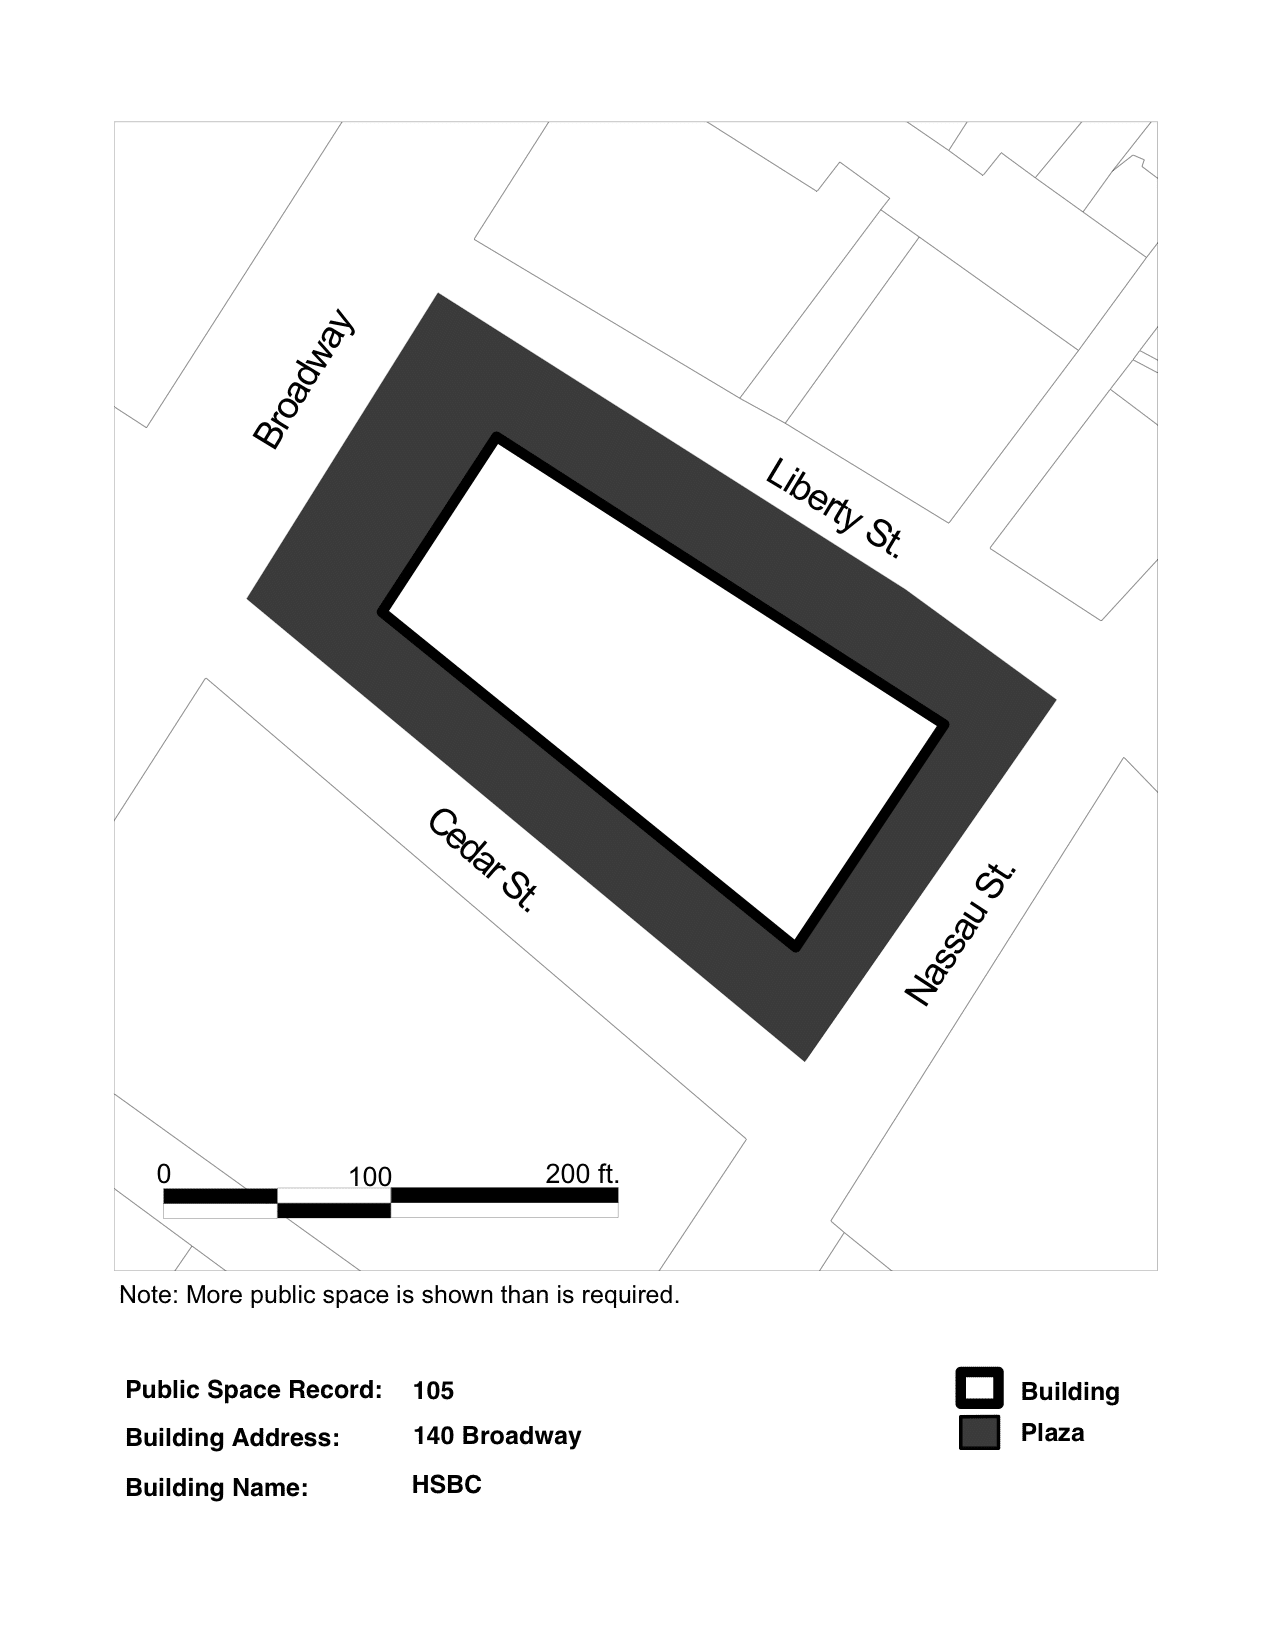 Broadway
Liberty St.
Cedar St.
Nassau St.
0 100 200 ft.
Note: More public space is shown than is required.
Public Space Record: 105
Building Address: 140 Broadway
Building Name: HSBC
Building
Plaza